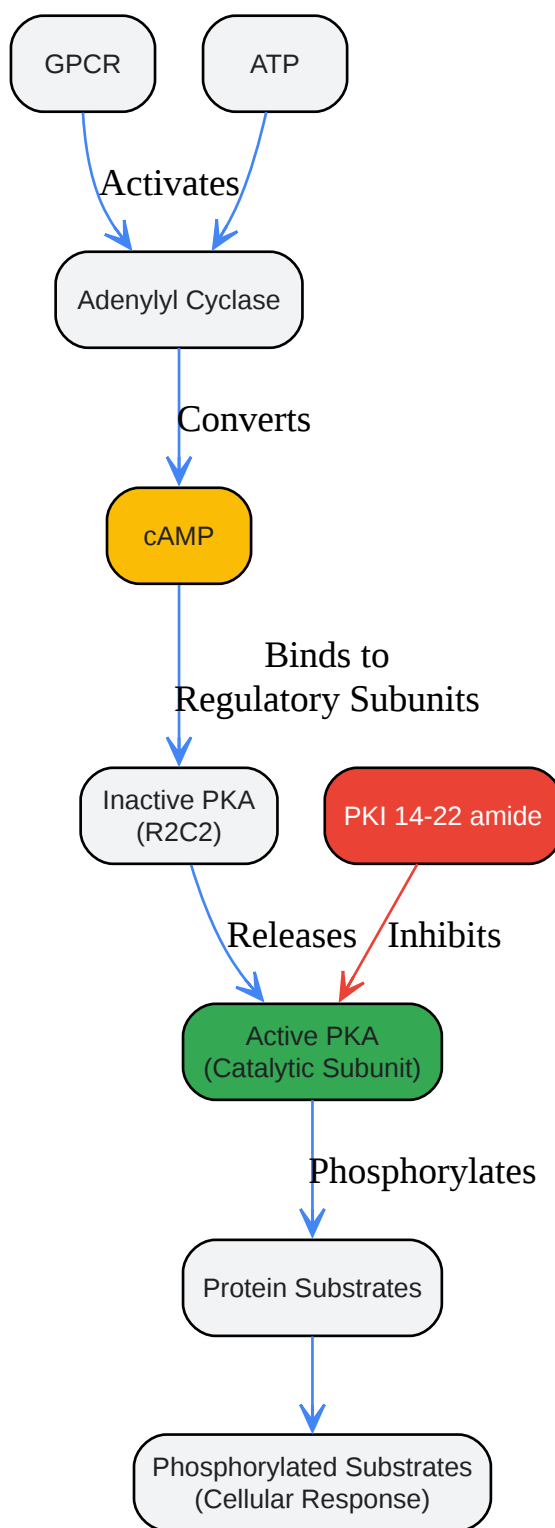 GPCR
ATP
Activates
Adenylyl Cyclase
Converts
cAMP
Binds to
Regulatory Subunits
Inactive PKA
(R2C2)
PKI 14-22 amide
Releases
Inhibits
Active PKA
(Catalytic Subunit)
Phosphorylates
Protein Substrates
Phosphorylated Substrates
(Cellular Response)